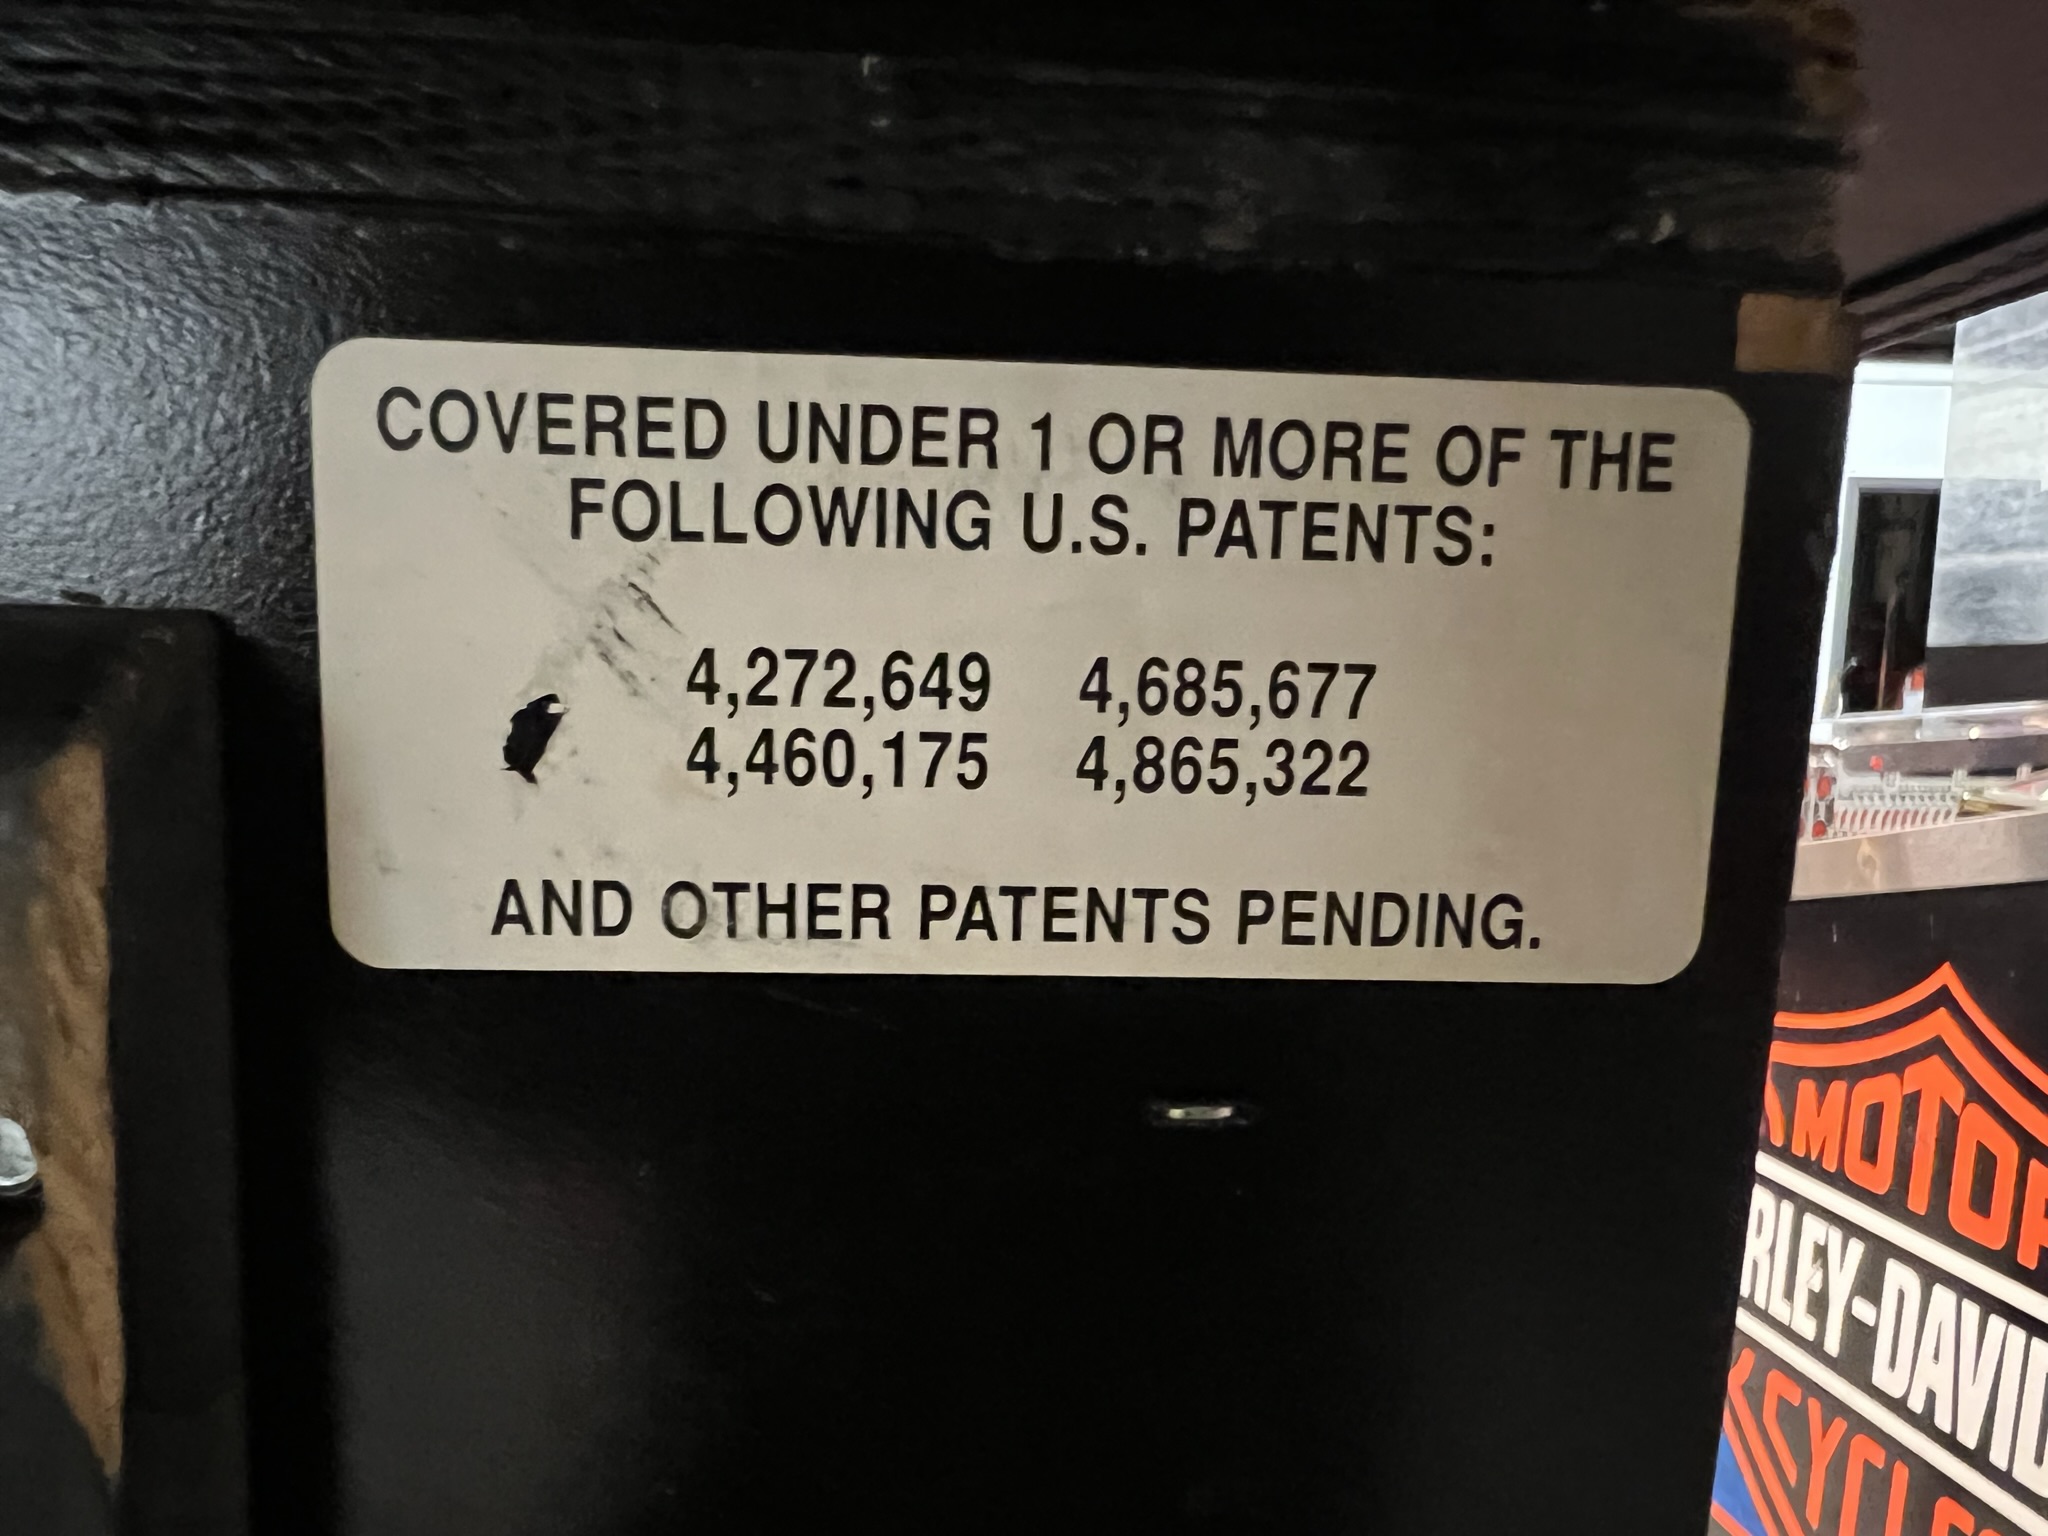 COVERED UNDER 1 OR MORE OF THE
FOLLOWING U.S. PATENTS:
4,272,649 4,685,677
4,460,175 4,865,322
AND OTHER PATENTS PENDING.
MOTOR
RLEY-DAVID
CYCLE